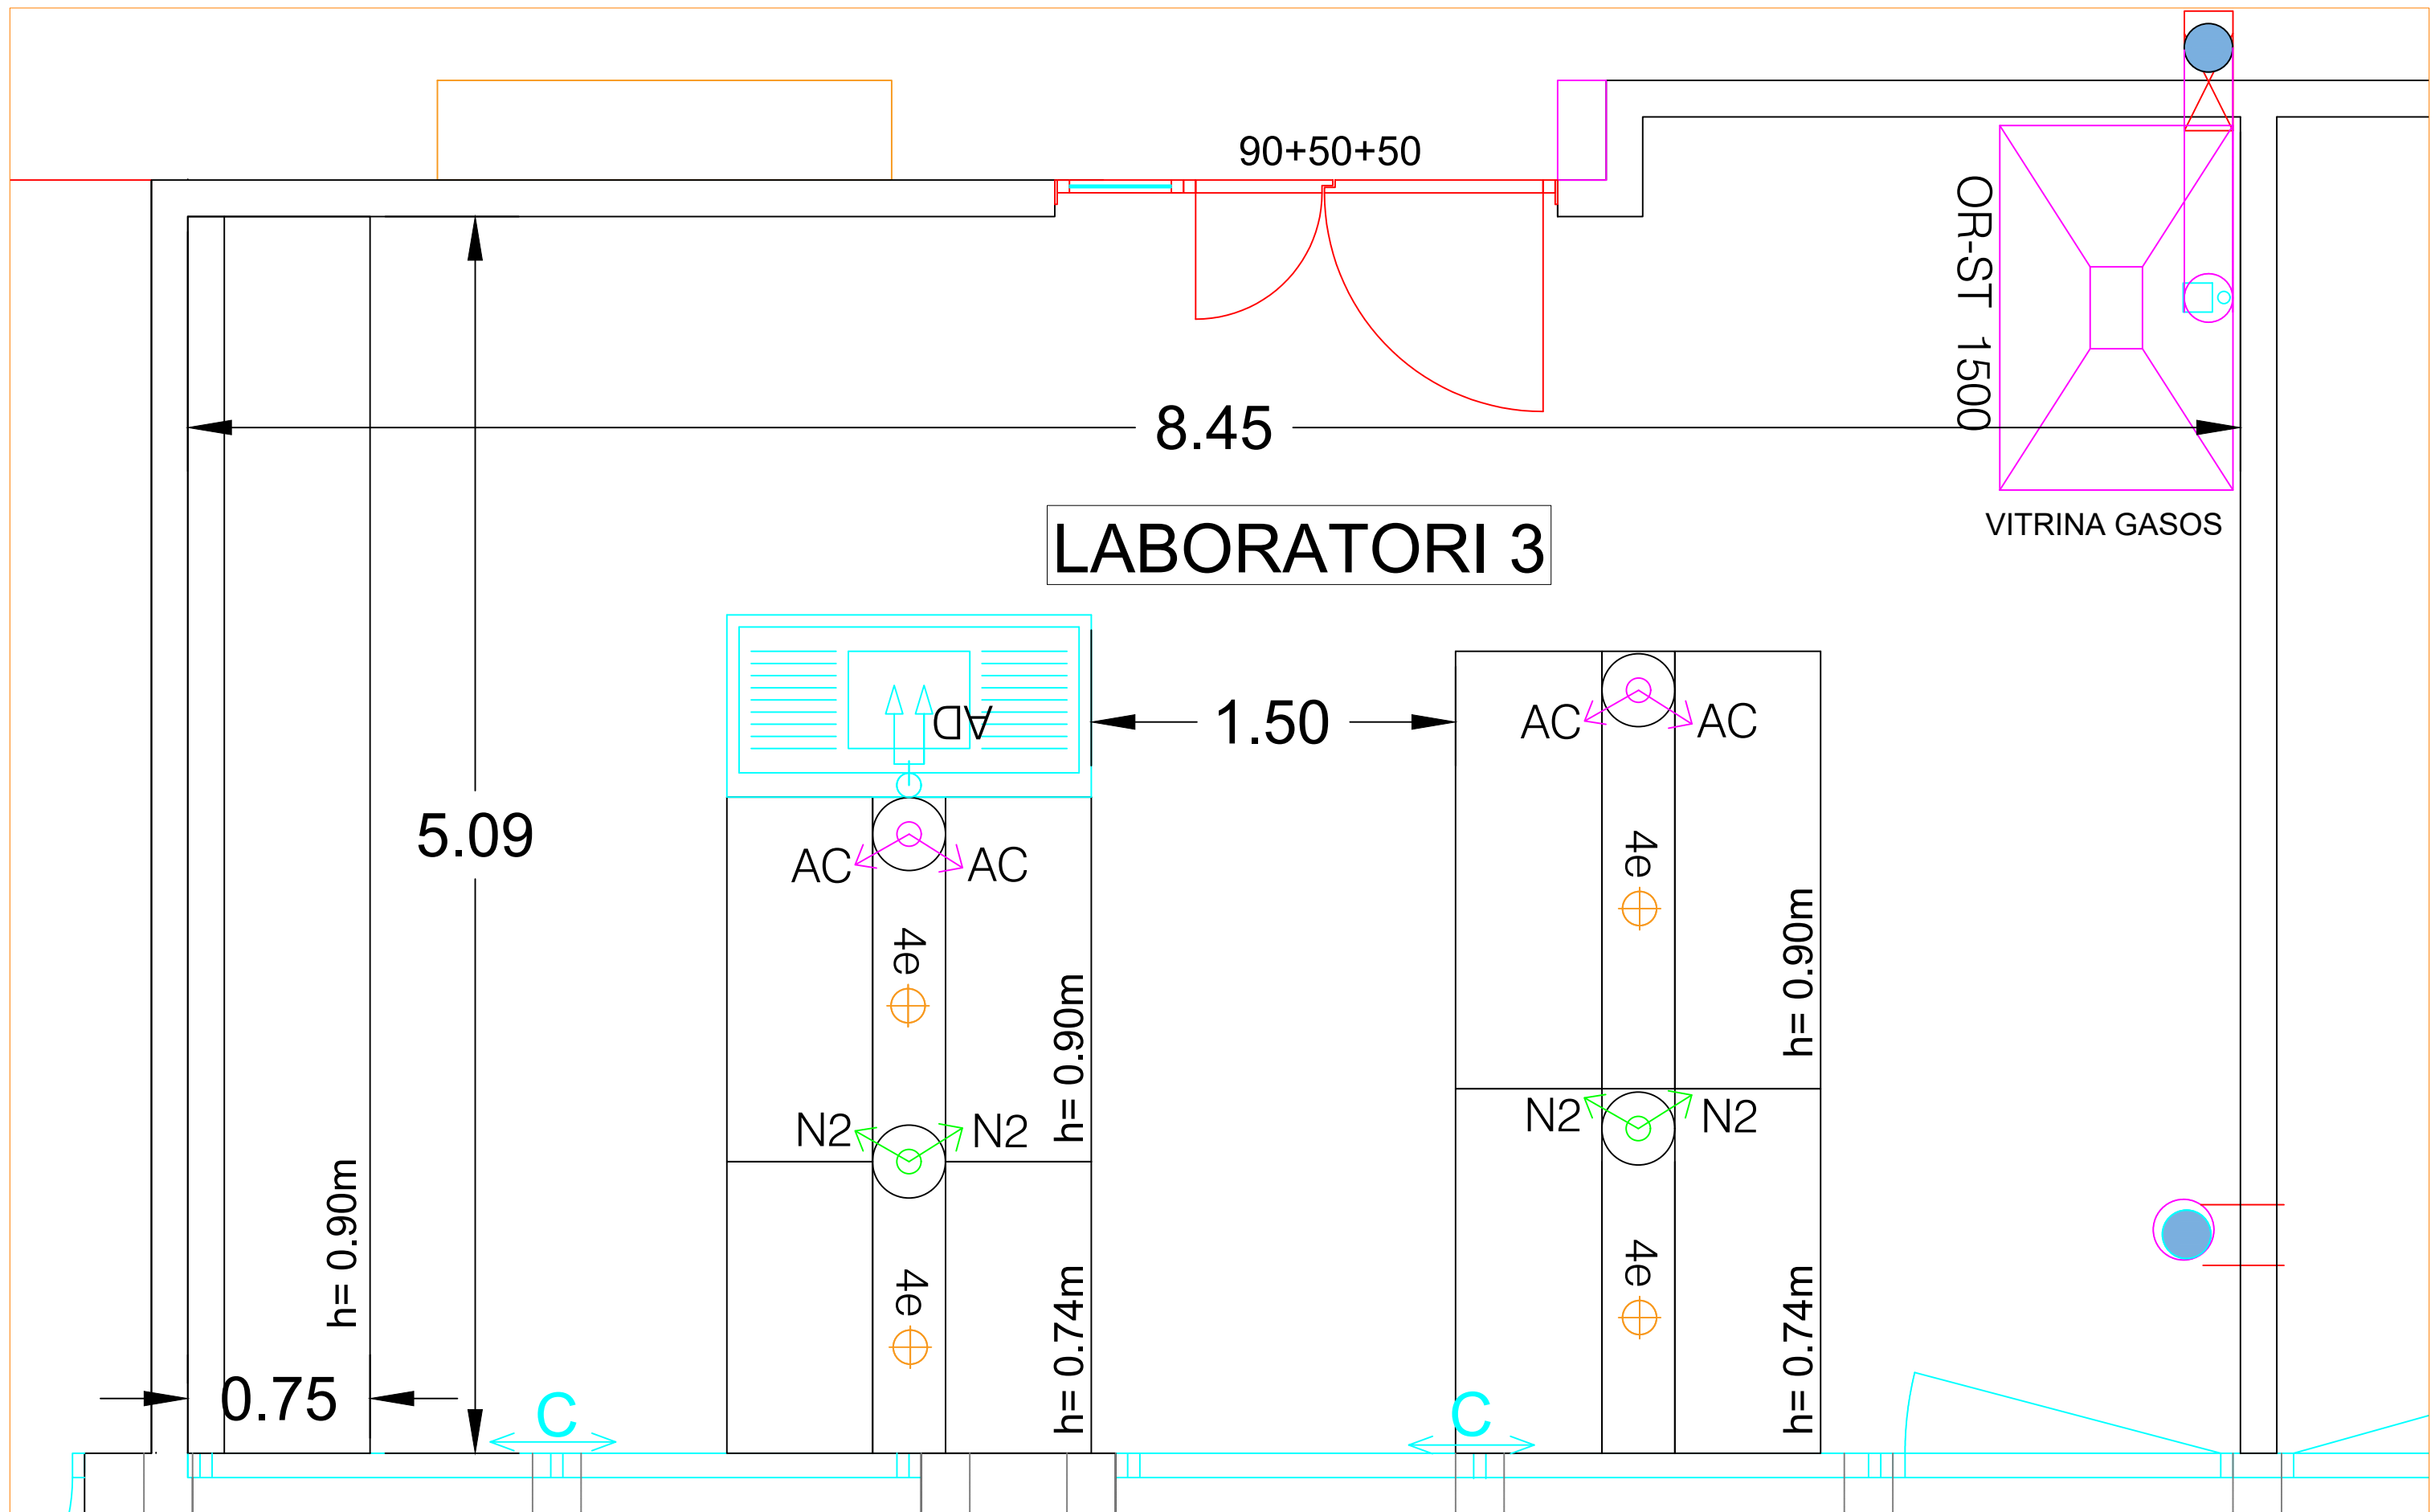 90+50+50
OR-ST 1500
8.45
LABORATORI 3
VITRINA GASOS
AD
1.50
AC
AC
5.09
AC
AC
4e
4e
h= 0.90m
h= 0.90m
N2
N2
N2
N2
h= 0.90m
4e
4e
h= 0.74m
h= 0.74m
0.75
C
C